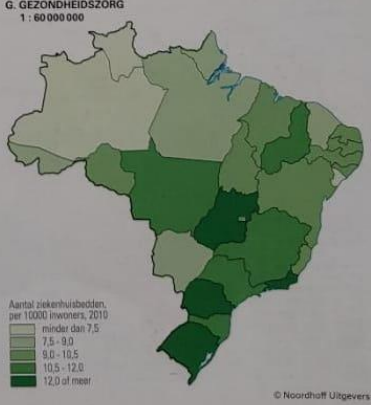 G. GEZONDHEIDSZORG
1 : 60 000 000
Aantal ziekenhuisbedden,
per 10000 inwoners, 2010
minder dan 7,5
7,5 - 9,0
9,0 - 10,5
10,5 - 12,0
12,0 of meer
© Noordhoff Uitgevers